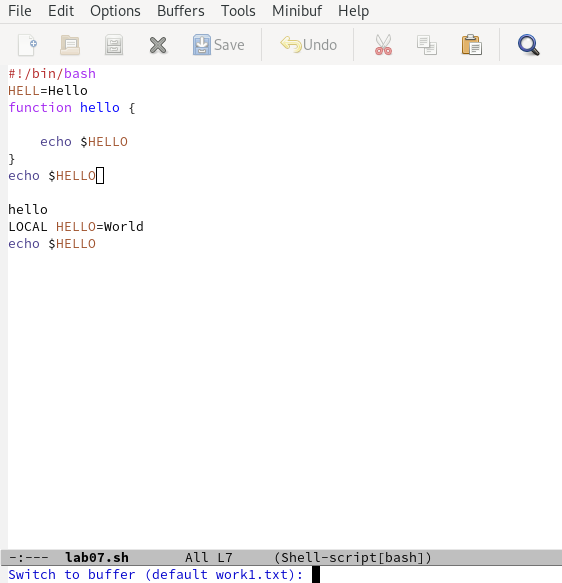 File Edit Options Buffers Tools Minibuf Help
Save Undo
#!/bin/bash
HELL=Hello
function hello {
    echo $HELLO
}
echo $HELLO
hello
LOCAL HELLO=World
echo $HELLO
-:--- lab07.sh All L7 (Shell-script[bash])
Switch to buffer (default work1.txt):